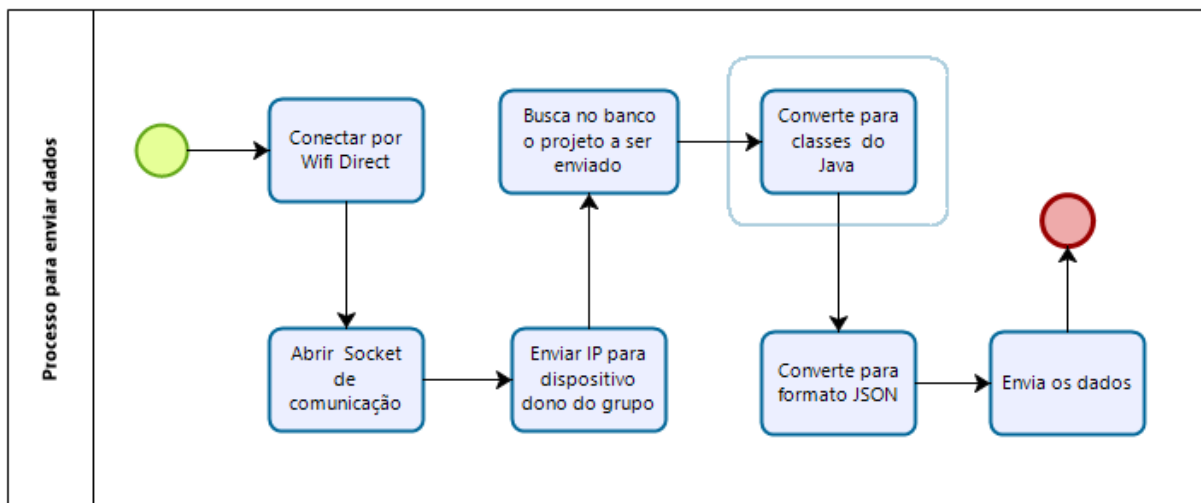 Processo para enviar dados
Conectar por
Wifi Direct
Abrir Socket
de
comunicação
Enviar IP para
dispositivo
dono do grupo
Busca no banco
o projeto a ser
enviado
Converte para
classes do
Java
Converte para
formato JSON
Envia os dados